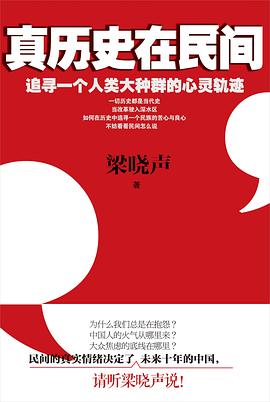 真历史在民间
追寻一个人类大种群的心灵轨迹
一切历史都是当代史
当改革驶入深水区
如何在历史中追寻一个民族的苦心与良心
不妨看看民间怎么说
梁晓声
著
为什么我们总是在抱怨?
中国人的火气从哪里来?
大众焦虑的底线在哪里?
民间的真实情绪决定了 未来十年的中国,
请听梁晓声说!